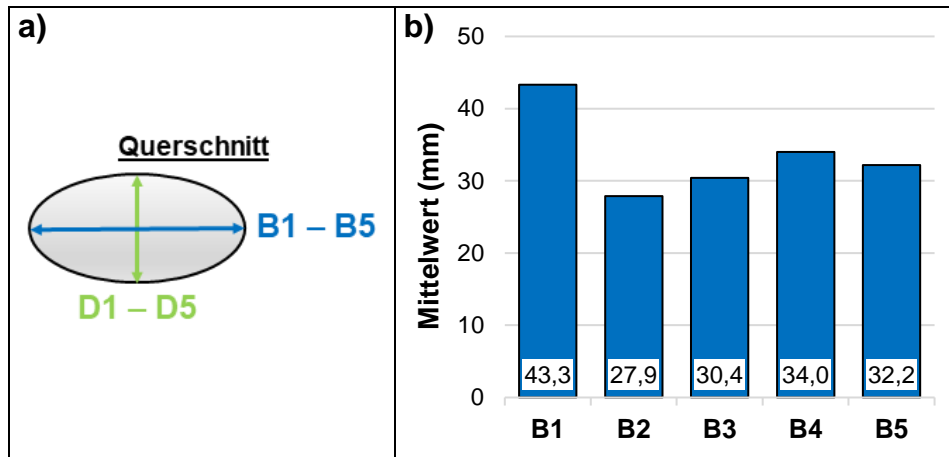 a)
Querschnitt
B1 – B5
D1 – D5
b)
Mittelwert (mm)
50
40
30
20
10
0
43,3 27,9 30,4 34,0 32,2
B1 B2 B3 B4 B5